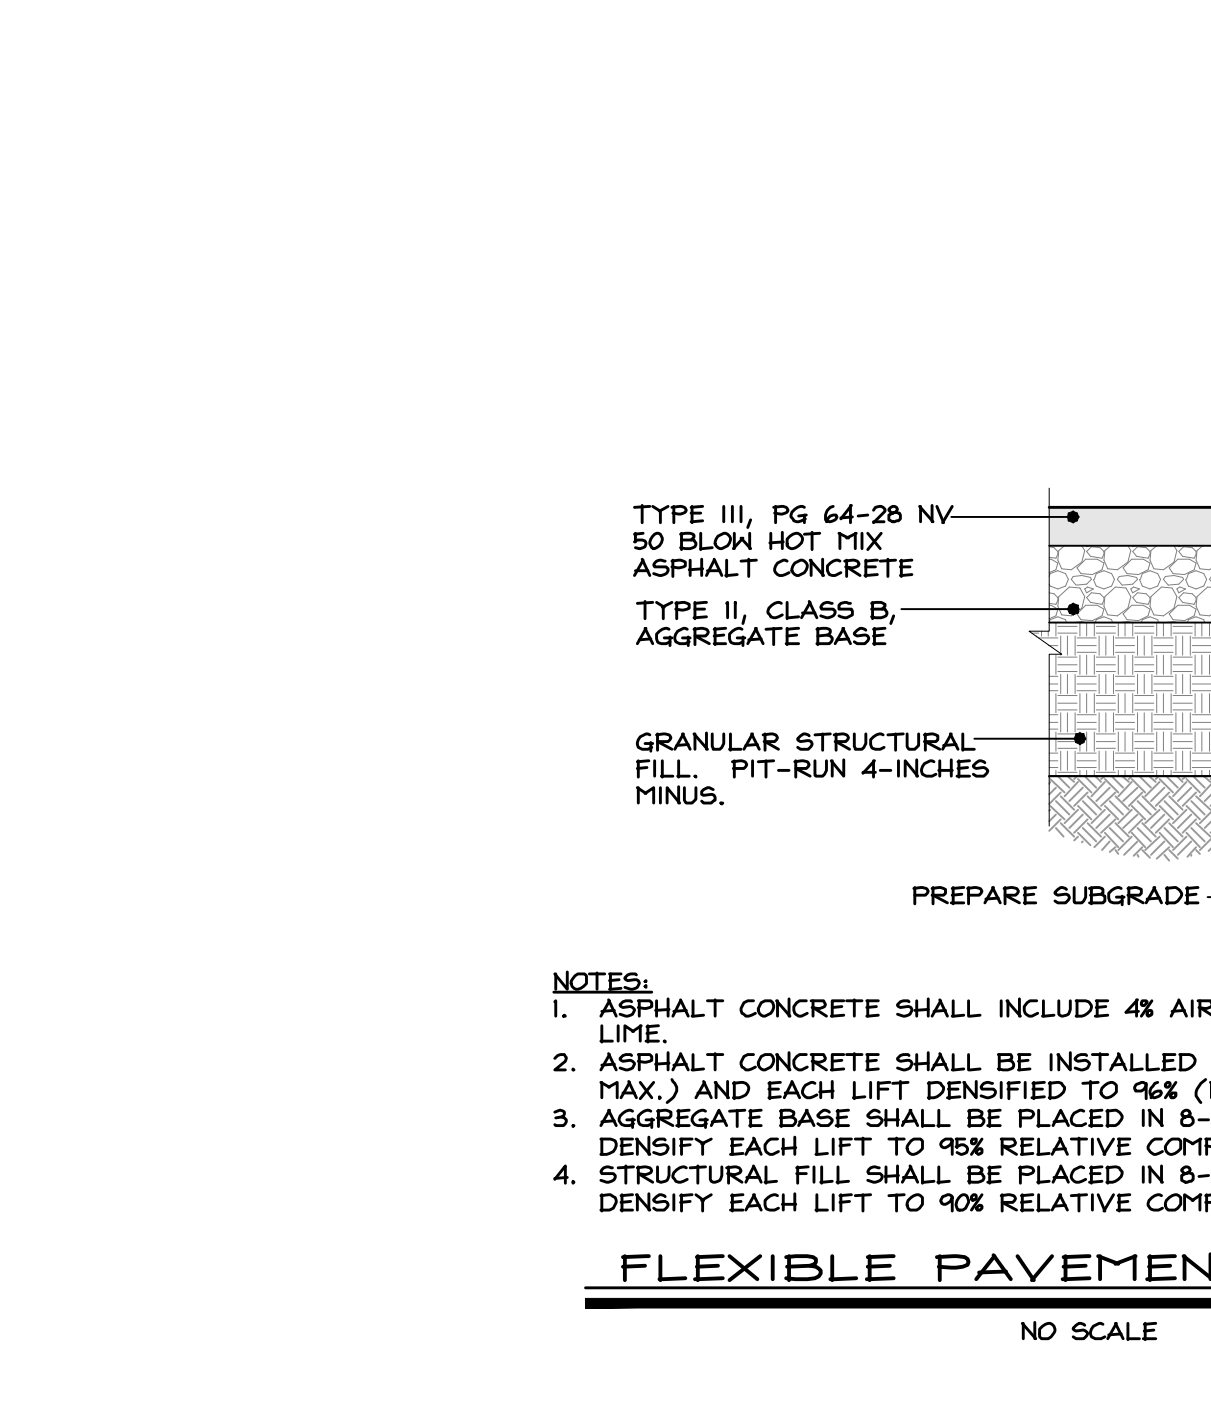 TYPE III, PG 64-28 NV
50 BLOW HOT MIX
ASPHALT CONCRETE
TYPE II, CLASS B,
AGGREGATE BASE
GRANULAR STRUCTURAL
FILL. PIT-RUN 4-INCHES
MINUS.
PREPARE SUBGRADE
NOTES:
1. ASPHALT CONCRETE SHALL INCLUDE 4% AIR
LIME.
2. ASPHALT CONCRETE SHALL BE INSTALLED
MAX.) AND EACH LIFT DENSIFIED TO 96% (
3. AGGREGATE BASE SHALL BE PLACED IN 8-
DENSIFY EACH LIFT TO 95% RELATIVE
4. STRUCTURAL FILL SHALL BE PLACED IN 8-
DENSIFY EACH LIFT TO 90% RELATIVE
FLEXIBLE PAVEMEN
NO SCALE